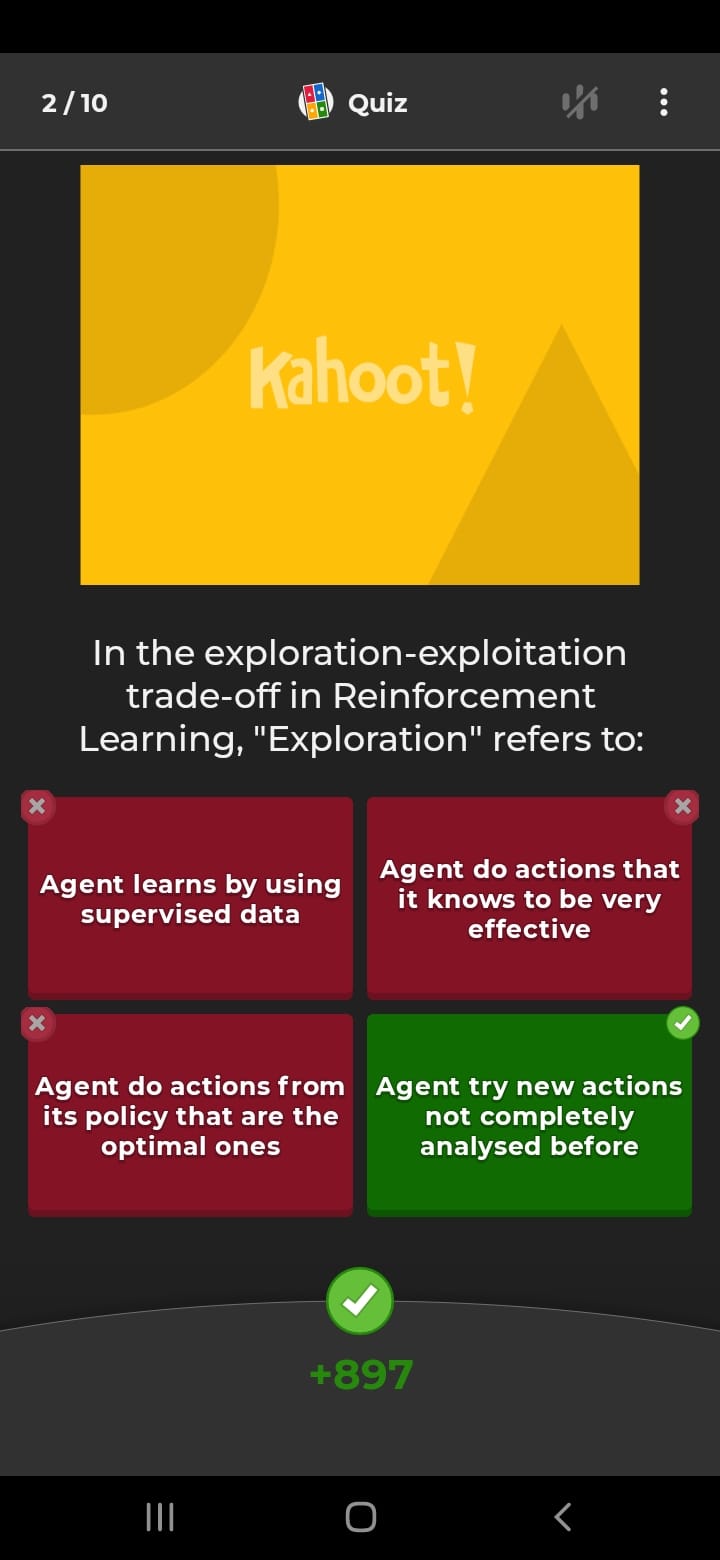 2 / 10
Quiz
Kahoot!
In the exploration-exploitation
trade-off in Reinforcement
Learning, "Exploration" refers to:
Agent learns by using
supervised data
Agent do actions that
it knows to be very
effective
Agent do actions from
its policy that are the
optimal ones
Agent try new actions
not completely
analysed before
+897